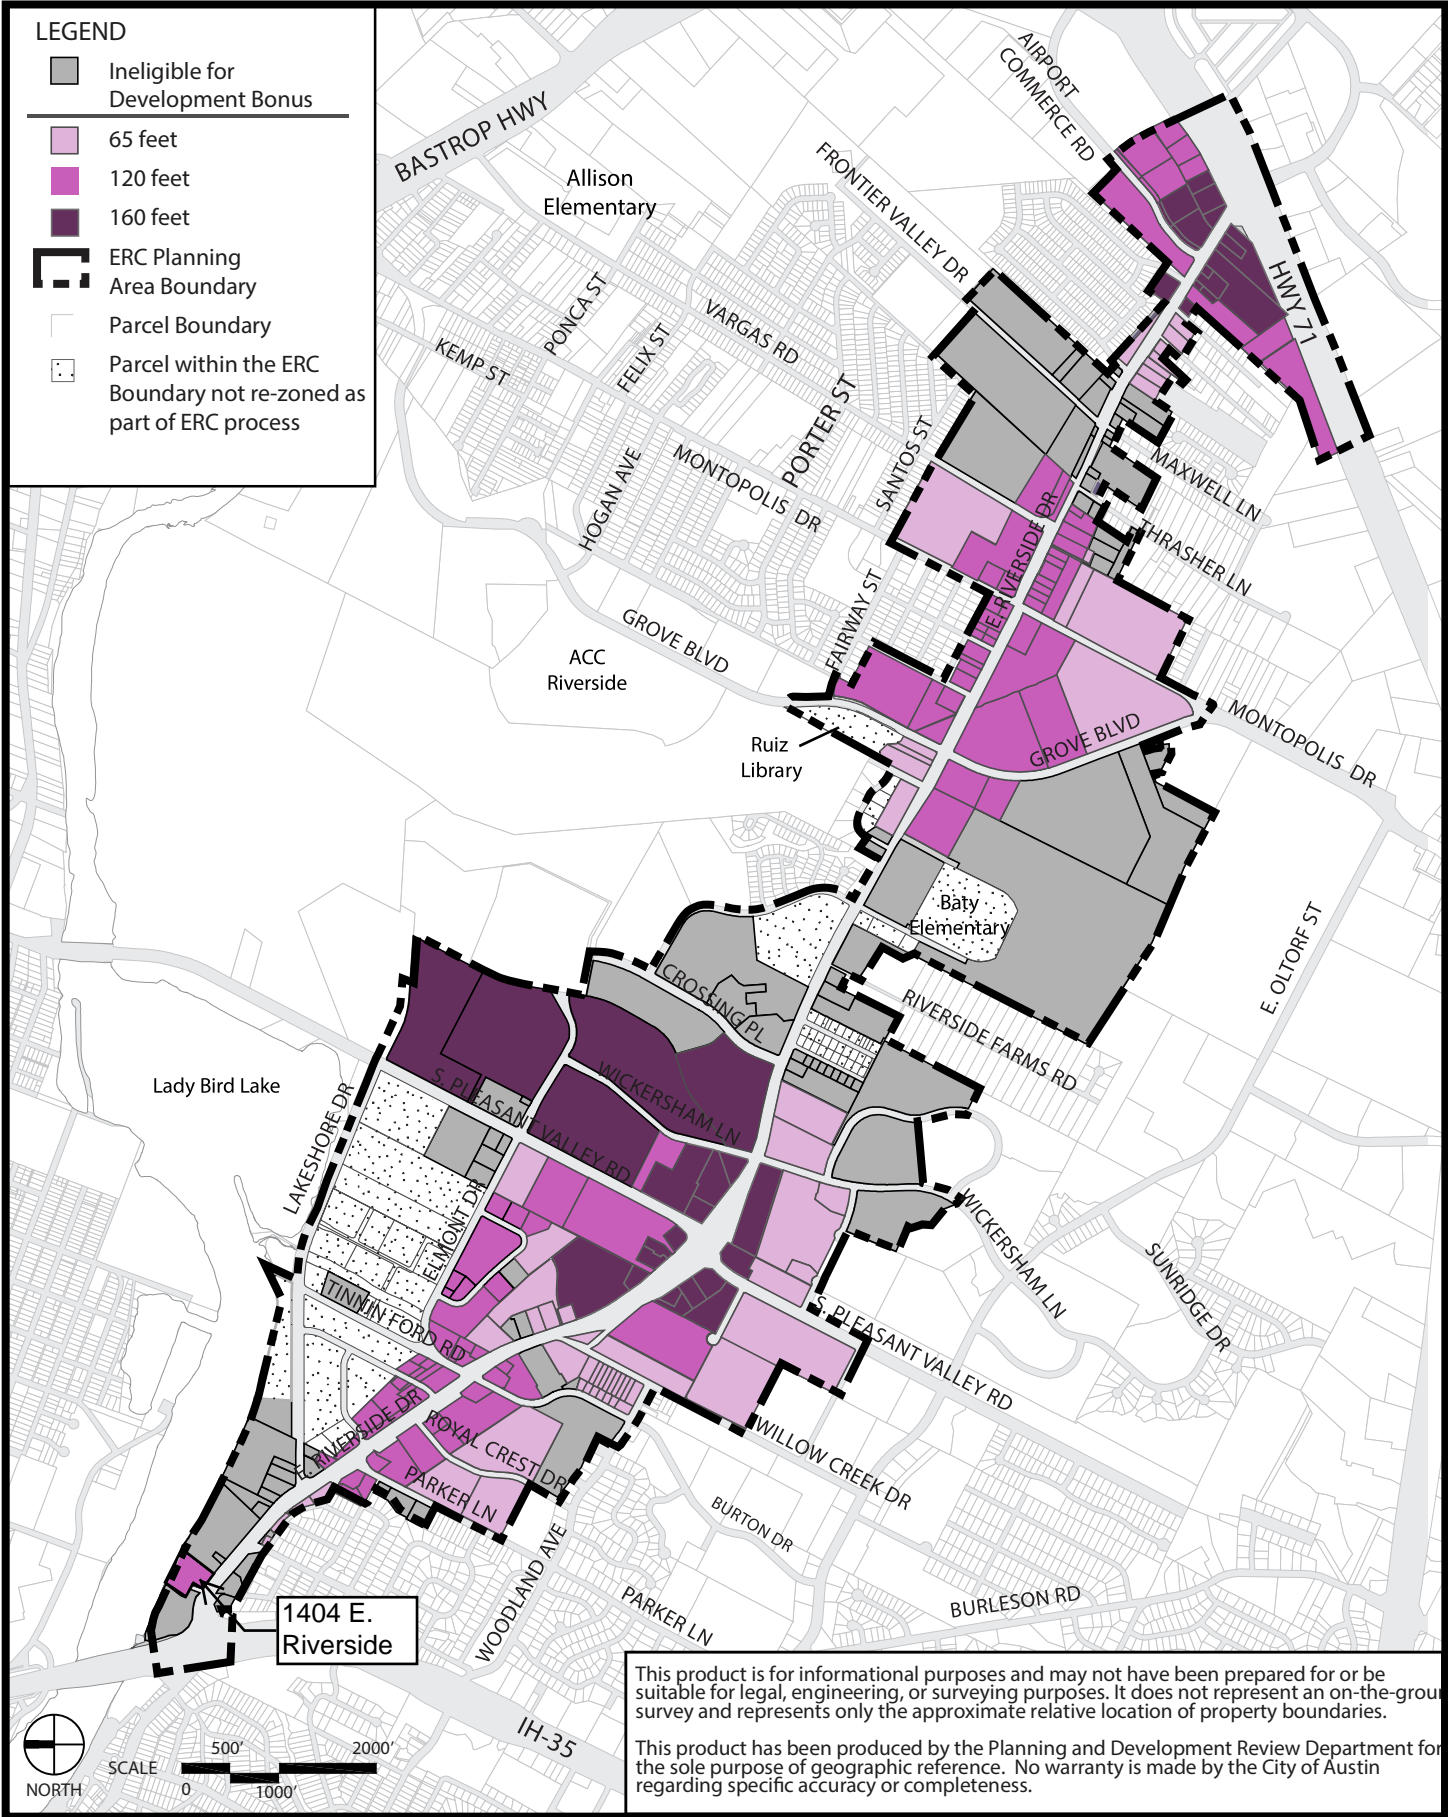 LEGEND
Ineligible for
Development Bonus
65 feet
120 feet
160 feet
ERC Planning
Area Boundary
Parcel Boundary
Parcel within the ERC
Boundary not re-zoned as
part of ERC process
BASTROP HWY
AIRPORT
COMMERCE RD
Allison
Elementary
FRONTIER VALLEY DR
HWY 71
PONCA ST
VARGAS RD
KEMP ST
FELIX ST
PORTER ST
SANTOS ST
HOGAN AVE
MONTOPOLIS DR
MAXWELL LN
THRASHER LN
E. RIVERSIDE DR
FAIRWAY ST
GROVE BLVD
ACC
Riverside
Ruiz
Library
GROVE BLVD
MONTOPOLIS DR
Baty
Elementary
E. OLTORF ST
CROSSING PL
RIVERSIDE FARMS RD
Lady Bird Lake
LAKESHORE DR
S. PLEASANT VALLEY RD
WICKERSHAM LN
ELMONT DR
WICKERSHAM LN
SUNRIDGE DR
TINNIN FORD RD
S. PLEASANT VALLEY RD
E. RIVERSIDE DR
ROYAL CREST DR
PARKER LN
WILLOW CREEK DR
BURTON DR
WOODLAND AVE
PARKER LN
BURLESON RD
1404 E.
Riverside
IH-35
NORTH
SCALE
500'
2000'
0
1000'
This product is for informational purposes and may not have been prepared for or be
suitable for legal, engineering, or surveying purposes. It does not represent an on-the-groun
survey and represents only the approximate relative location of property boundaries.
This product has been produced by the Planning and Development Review Department for
the sole purpose of geographic reference. No warranty is made by the City of Austin
regarding specific accuracy or completeness.